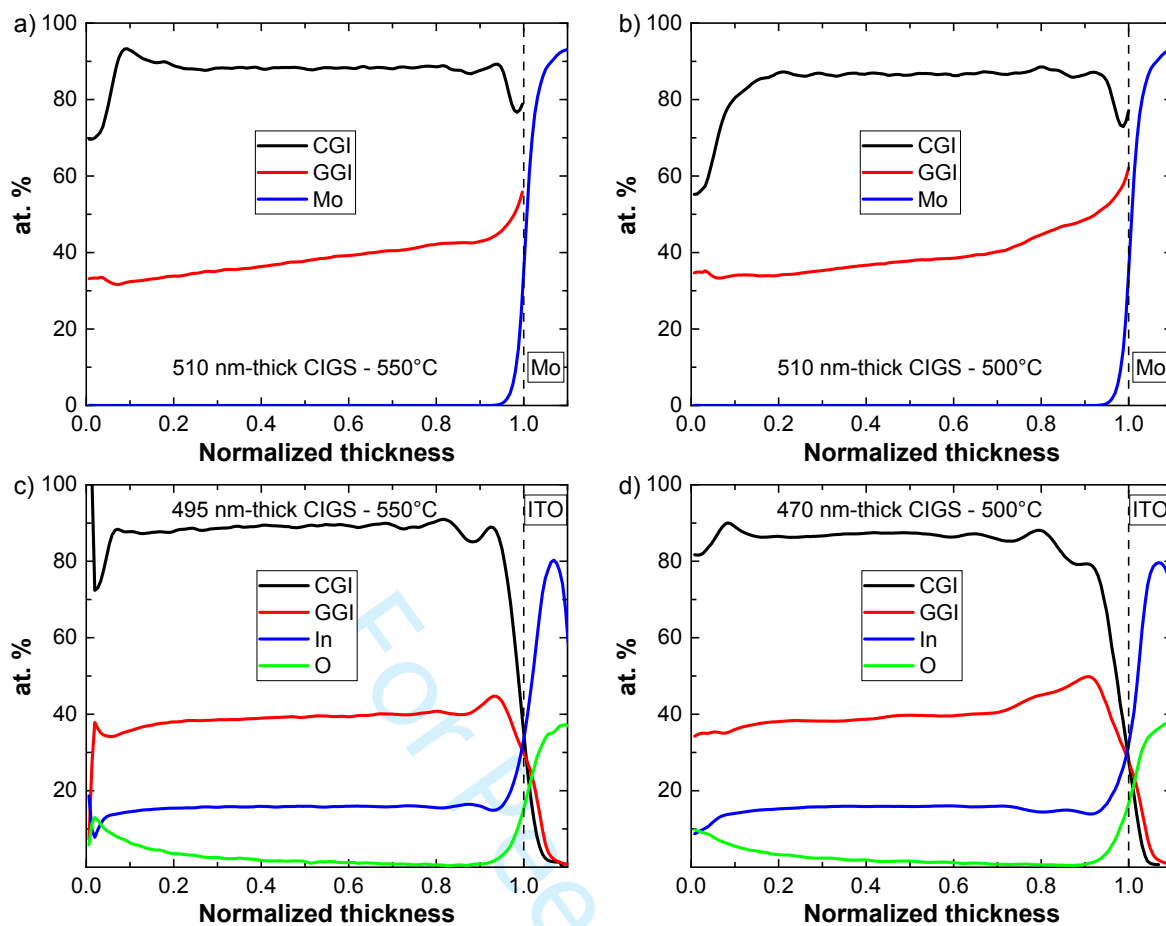 a)
100
80
60
40
20
0
at. %
CGI
GGI
Mo
510 nm-thick CIGS - 550°C
Mo
0.0 0.2 0.4 0.6 0.8 1.0
Normalized thickness
b)
100
80
60
40
20
0
at. %
CGI
GGI
Mo
510 nm-thick CIGS - 500°C
Mo
0.0 0.2 0.4 0.6 0.8 1.0
Normalized thickness
c)
100
80
60
40
20
at. %
495 nm-thick CIGS - 550°C
ITO
CGI
GGI
In
O
0.0 0.2 0.4 0.6 0.8 1.0
Normalized thickness
d)
100
80
60
40
20
at. %
470 nm-thick CIGS - 500°C
ITO
CGI
GGI
In
O
0.0 0.2 0.4 0.6 0.8 1.0
Normalized thickness
For Pee